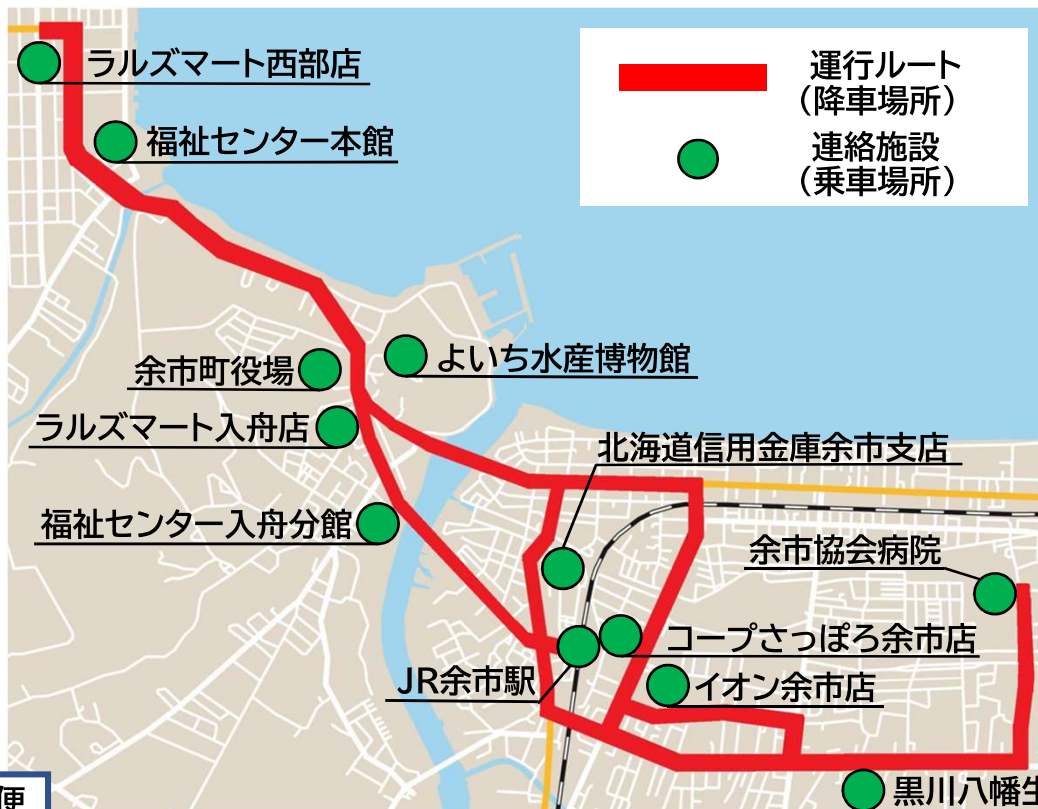 ラルズマート西部店
運行ルート
（降車場所）
福祉センター本館
連絡施設
（乗車場所）
よいち水産博物館
余市町役場
ラルズマート入舟店
北海道信用金庫余市支店
福祉センター入舟分館
余市協会病院
コープさっぽろ余市店
JR余市駅
イオン余市店
便
黒川八幡生